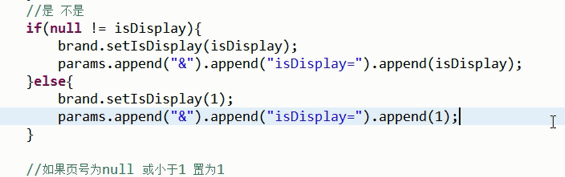 //是 不是
if(null != isDisplay){
brand.setIsDisplay(isDisplay);
params.append("&").append("isDisplay=").append(isDisplay);
}else{
brand.setIsDisplay(1);
params.append("&").append("isDisplay=").append(1);
}
//如果页号为null 或小于1 置为1